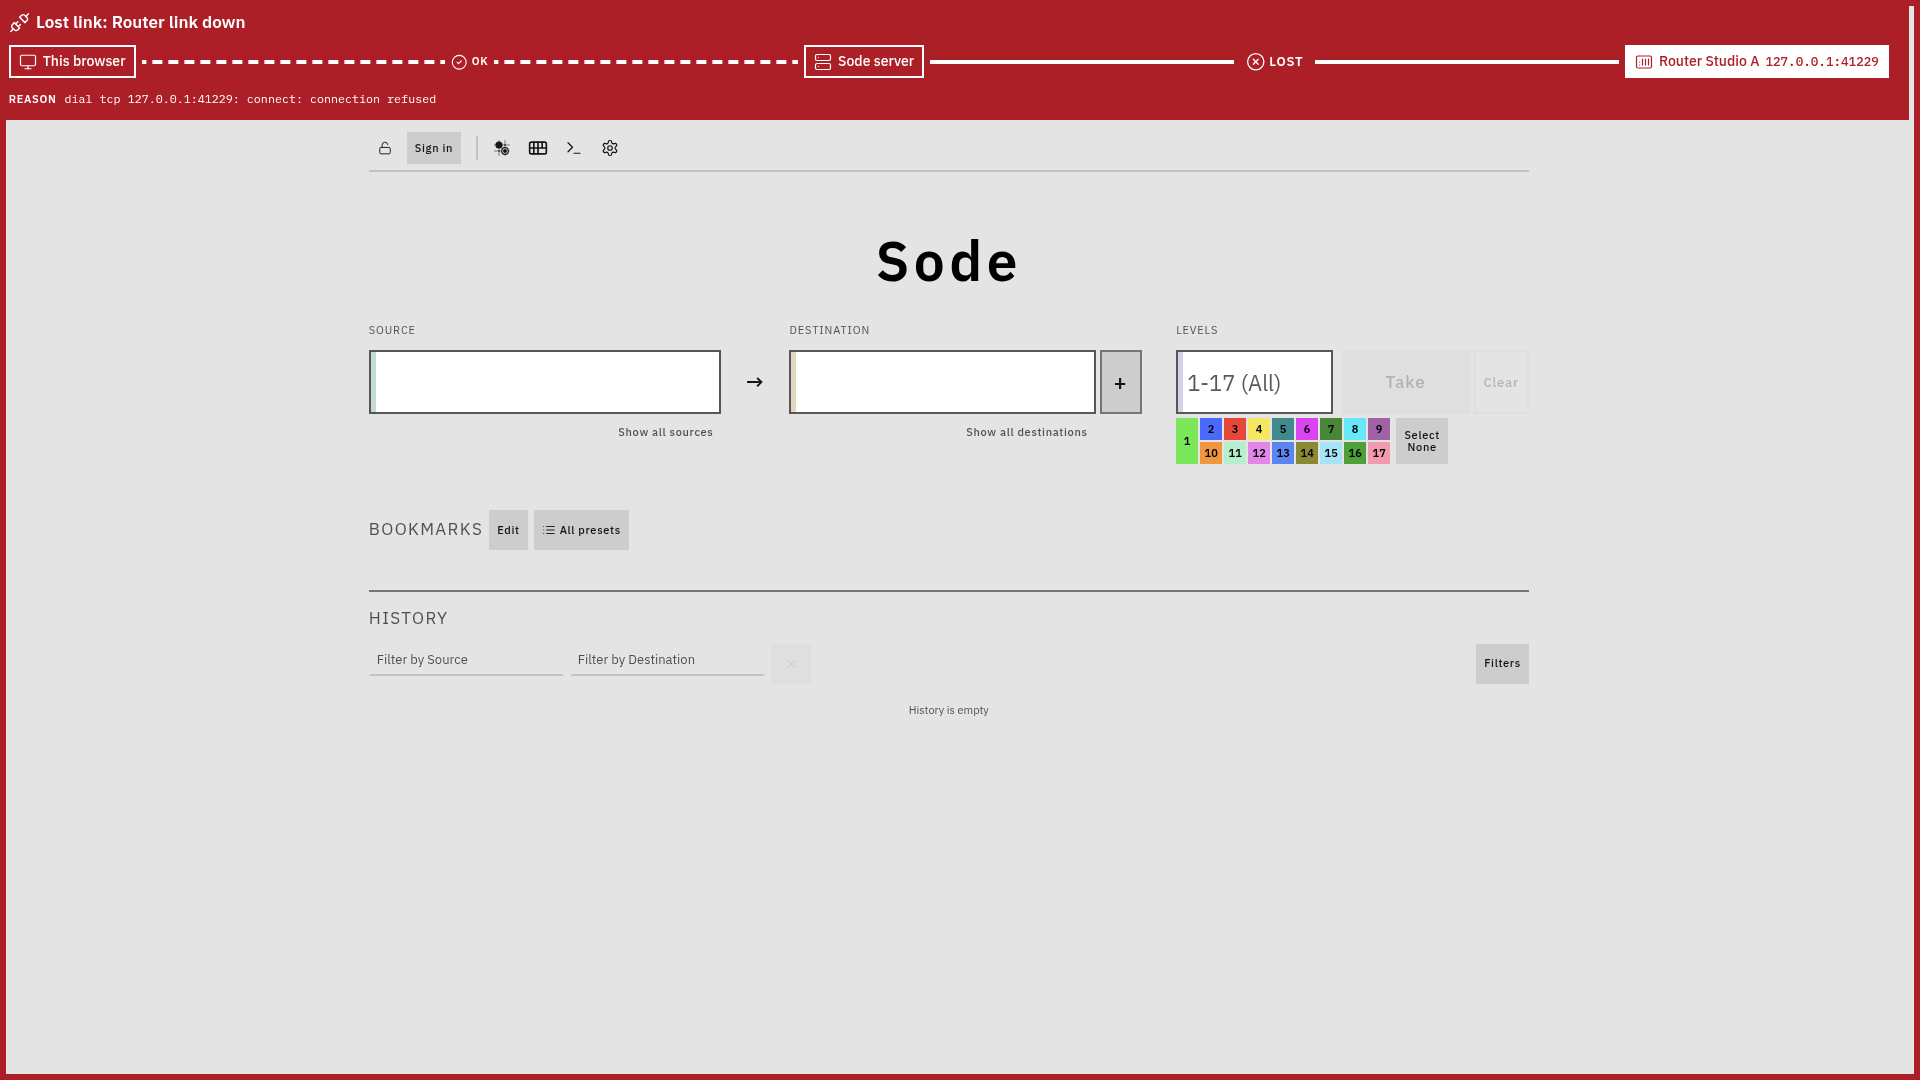 Lost link: Router link down
This browser
OK
Sode server
LOST
Router Studio A 127.0.0.1:41229
REASON dial tcp 127.0.0.1:41229: connect: connection refused
Sign in
Sode
SOURCE
DESTINATION
LEVELS
→
+
1-17 (All)
Take
Clear
Show all sources
Show all destinations
1
2 3 4 5 6 7 8 9
10 11 12 13 14 15 16 17
Select
None
BOOKMARKS
Edit
All presets
HISTORY
Filter by Source
Filter by Destination
×
Filters
History is empty